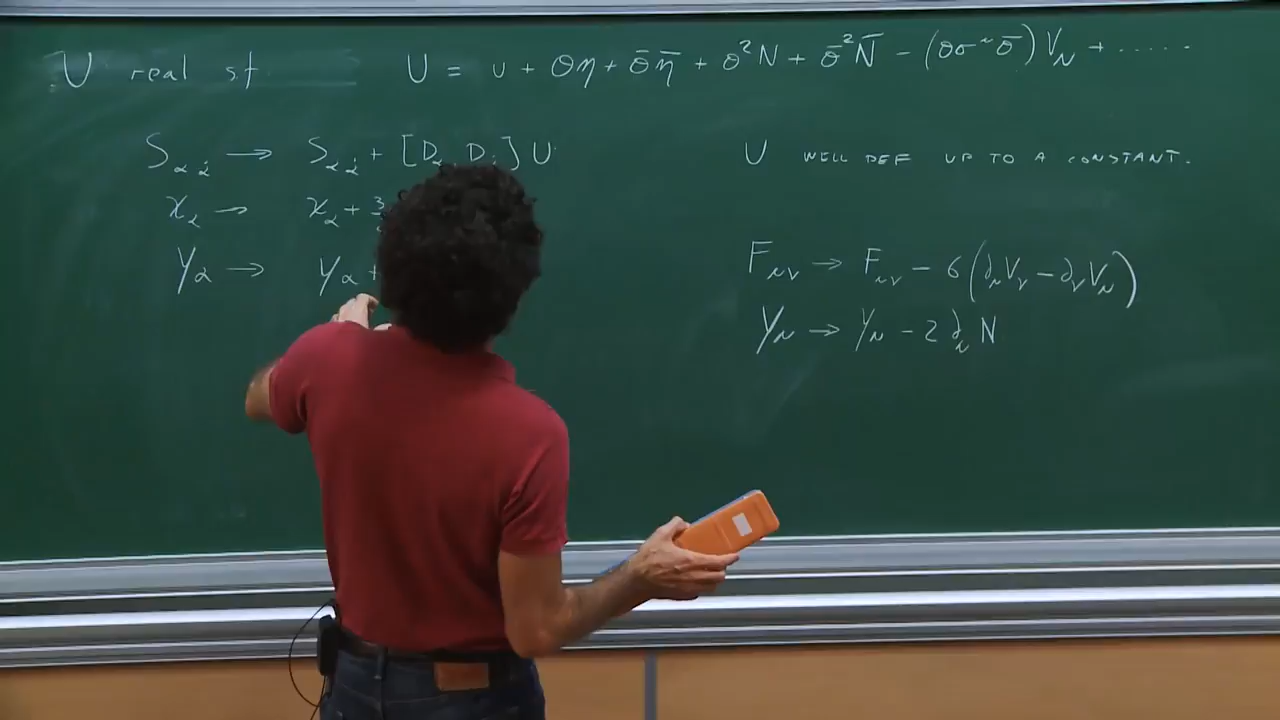 U real sf. U = u + θη + θ̄η̄ + θ²N + θ̄²N̄ − (θσ^μθ̄) V_μ + ......
S_αα̇ → S_αα̇ + [D_α, D̄_α̇] U
χ_α → χ_α + 3
Y_α → Y_α +
U WELL DEF UP TO A CONSTANT.
F_μν → F_μν − 6(∂_μV_ν − ∂_νV_μ)
Y_μ → Y_μ − 2∂_μ N